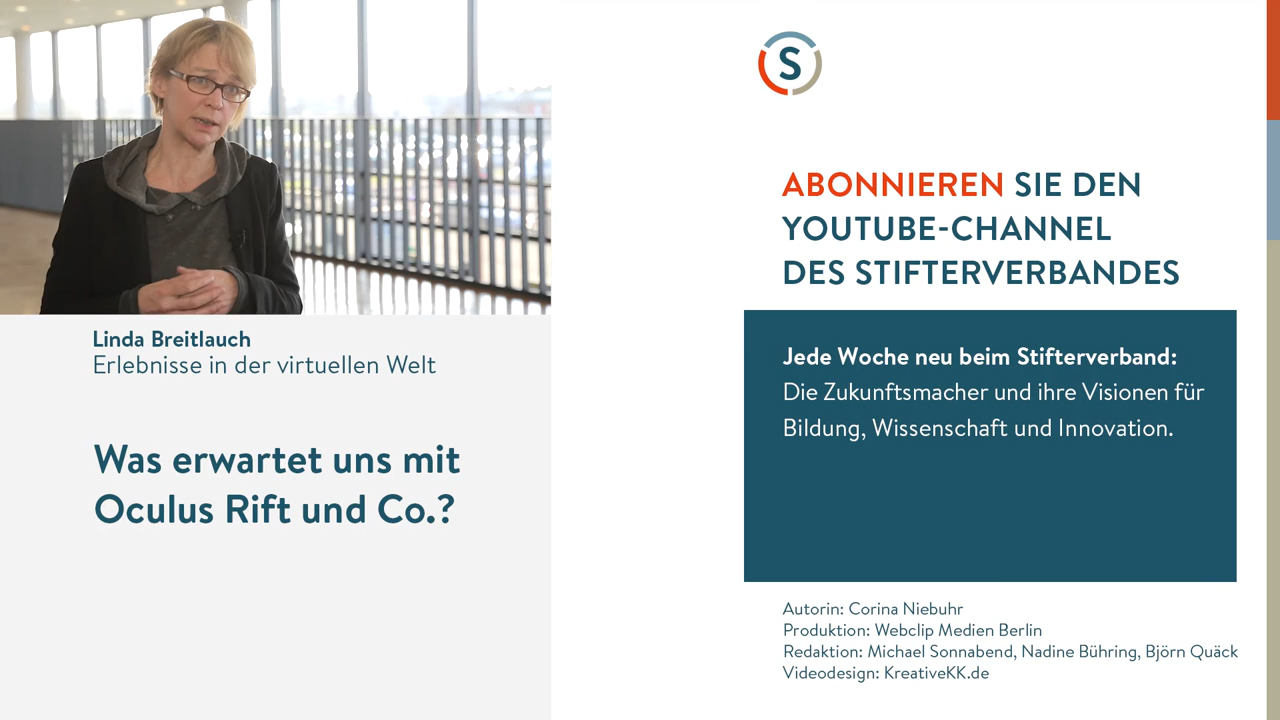 Linda Breitlauch
Erlebnisse in der virtuellen Welt
Was erwartet uns mit
Oculus Rift und Co.?
S
ABONNIEREN SIE DEN
YOUTUBE-CHANNEL
DES STIFTERVERBANDES
Jede Woche neu beim Stifterverband:
Die Zukunftsmacher und ihre Visionen für
Bildung, Wissenschaft und Innovation.
Autorin: Corina Niebuhr
Produktion: Webclip Medien Berlin
Redaktion: Michael Sonnabend, Nadine Bühring, Björn Quäck
Videodesign: KreativeKK.de